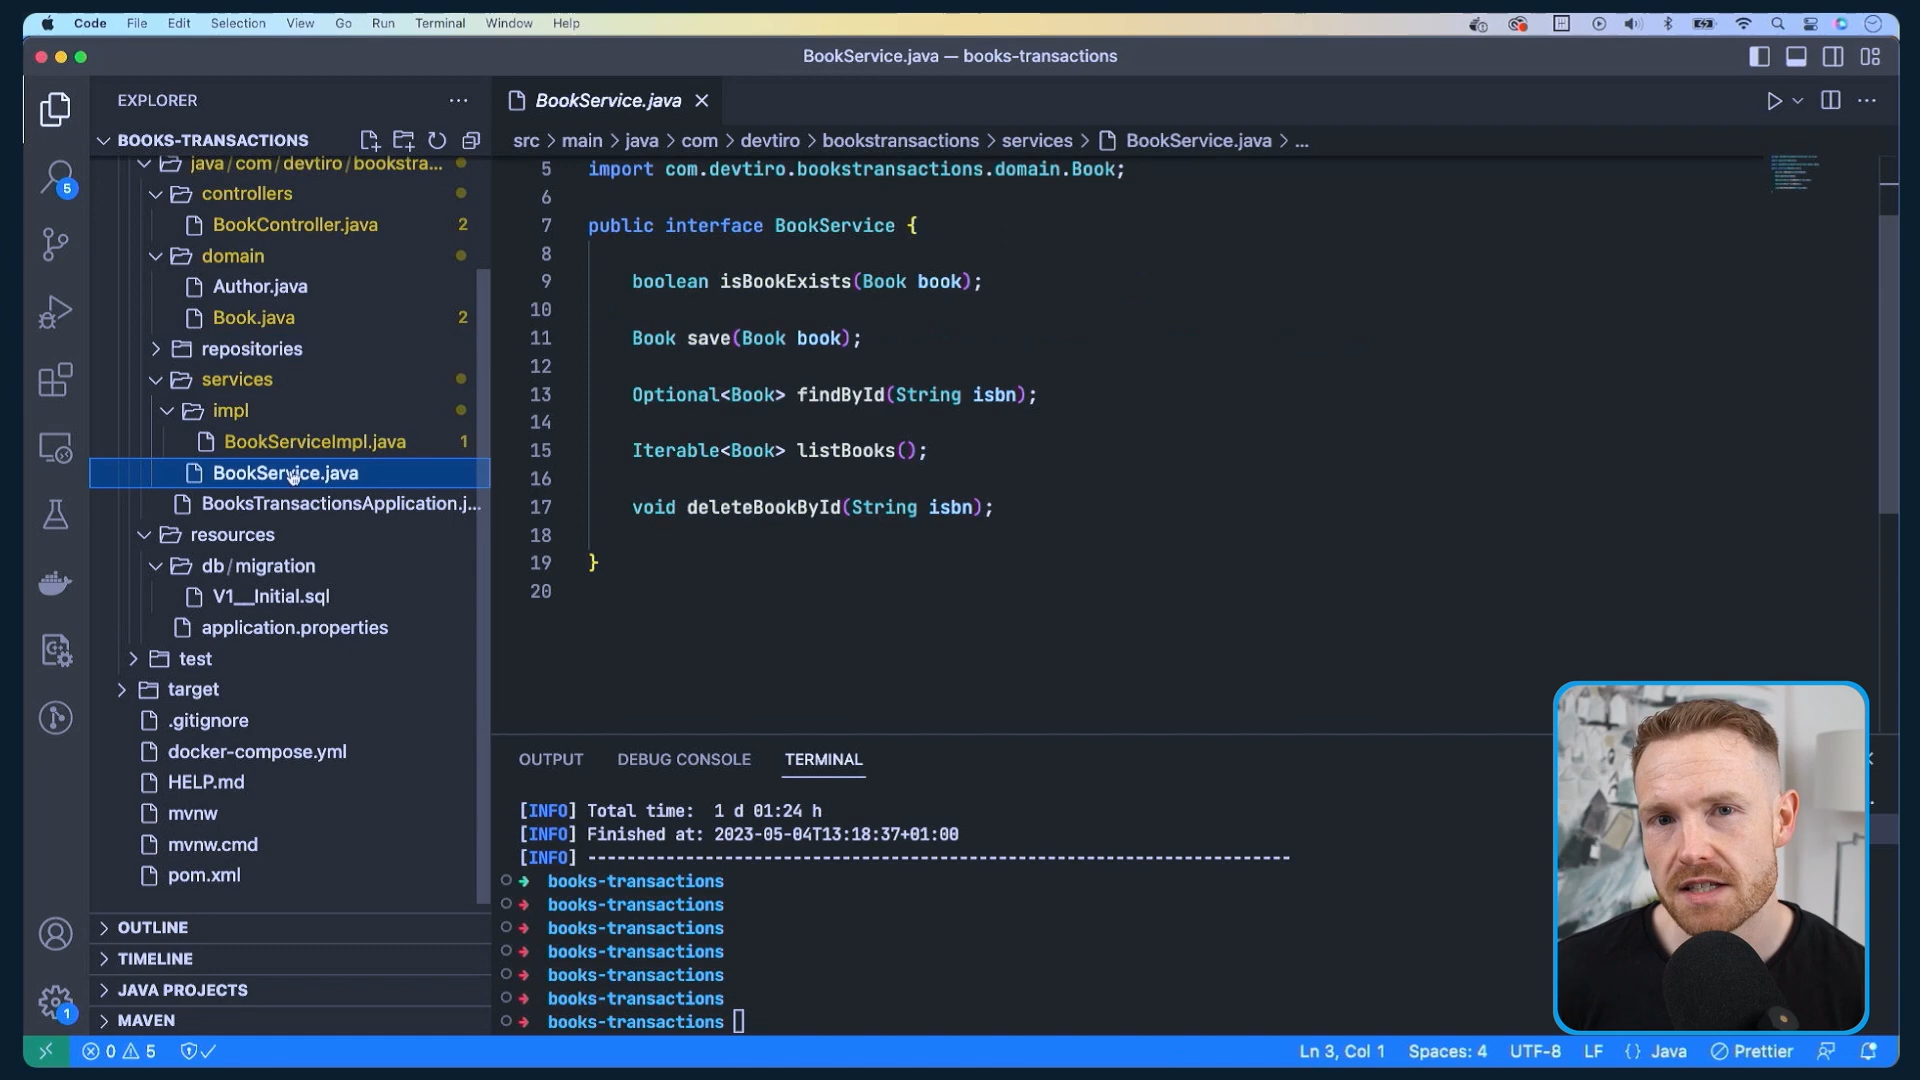 Code File Edit Selection View Go Run Terminal Window Help
BookService.java — books-transactions
EXPLORER
BOOKS-TRANSACTIONS
java/com/devtiro/bookstra...
controllers
BookController.java 2
domain
Author.java
Book.java 2
repositories
services
impl
BookServiceImpl.java 1
BookService.java
BooksTransactionsApplication.j...
resources
db/migration
V1__Initial.sql
application.properties
test
target
.gitignore
docker-compose.yml
HELP.md
mvnw
mvnw.cmd
pom.xml
OUTLINE
TIMELINE
JAVA PROJECTS
MAVEN
5
1
BookService.java
src > main > java > com > devtiro > bookstransactions > services > BookService.java > ...
5 import com.devtiro.bookstransactions.domain.Book;
6
7 public interface BookService {
8
9 boolean isBookExists(Book book);
10
11 Book save(Book book);
12
13 Optional<Book> findById(String isbn);
14
15 Iterable<Book> listBooks();
16
17 void deleteBookById(String isbn);
18
19 }
20
OUTPUT DEBUG CONSOLE TERMINAL
[INFO] Total time:  1 d 01:24 h
[INFO] Finished at: 2023-05-04T13:18:37+01:00
[INFO] ------------------------------------------------------------------------
books-transactions
books-transactions
books-transactions
books-transactions
books-transactions
books-transactions
books-transactions
0 5 Ln 3, Col 1 Spaces: 4 UTF-8 LF {} Java Prettier